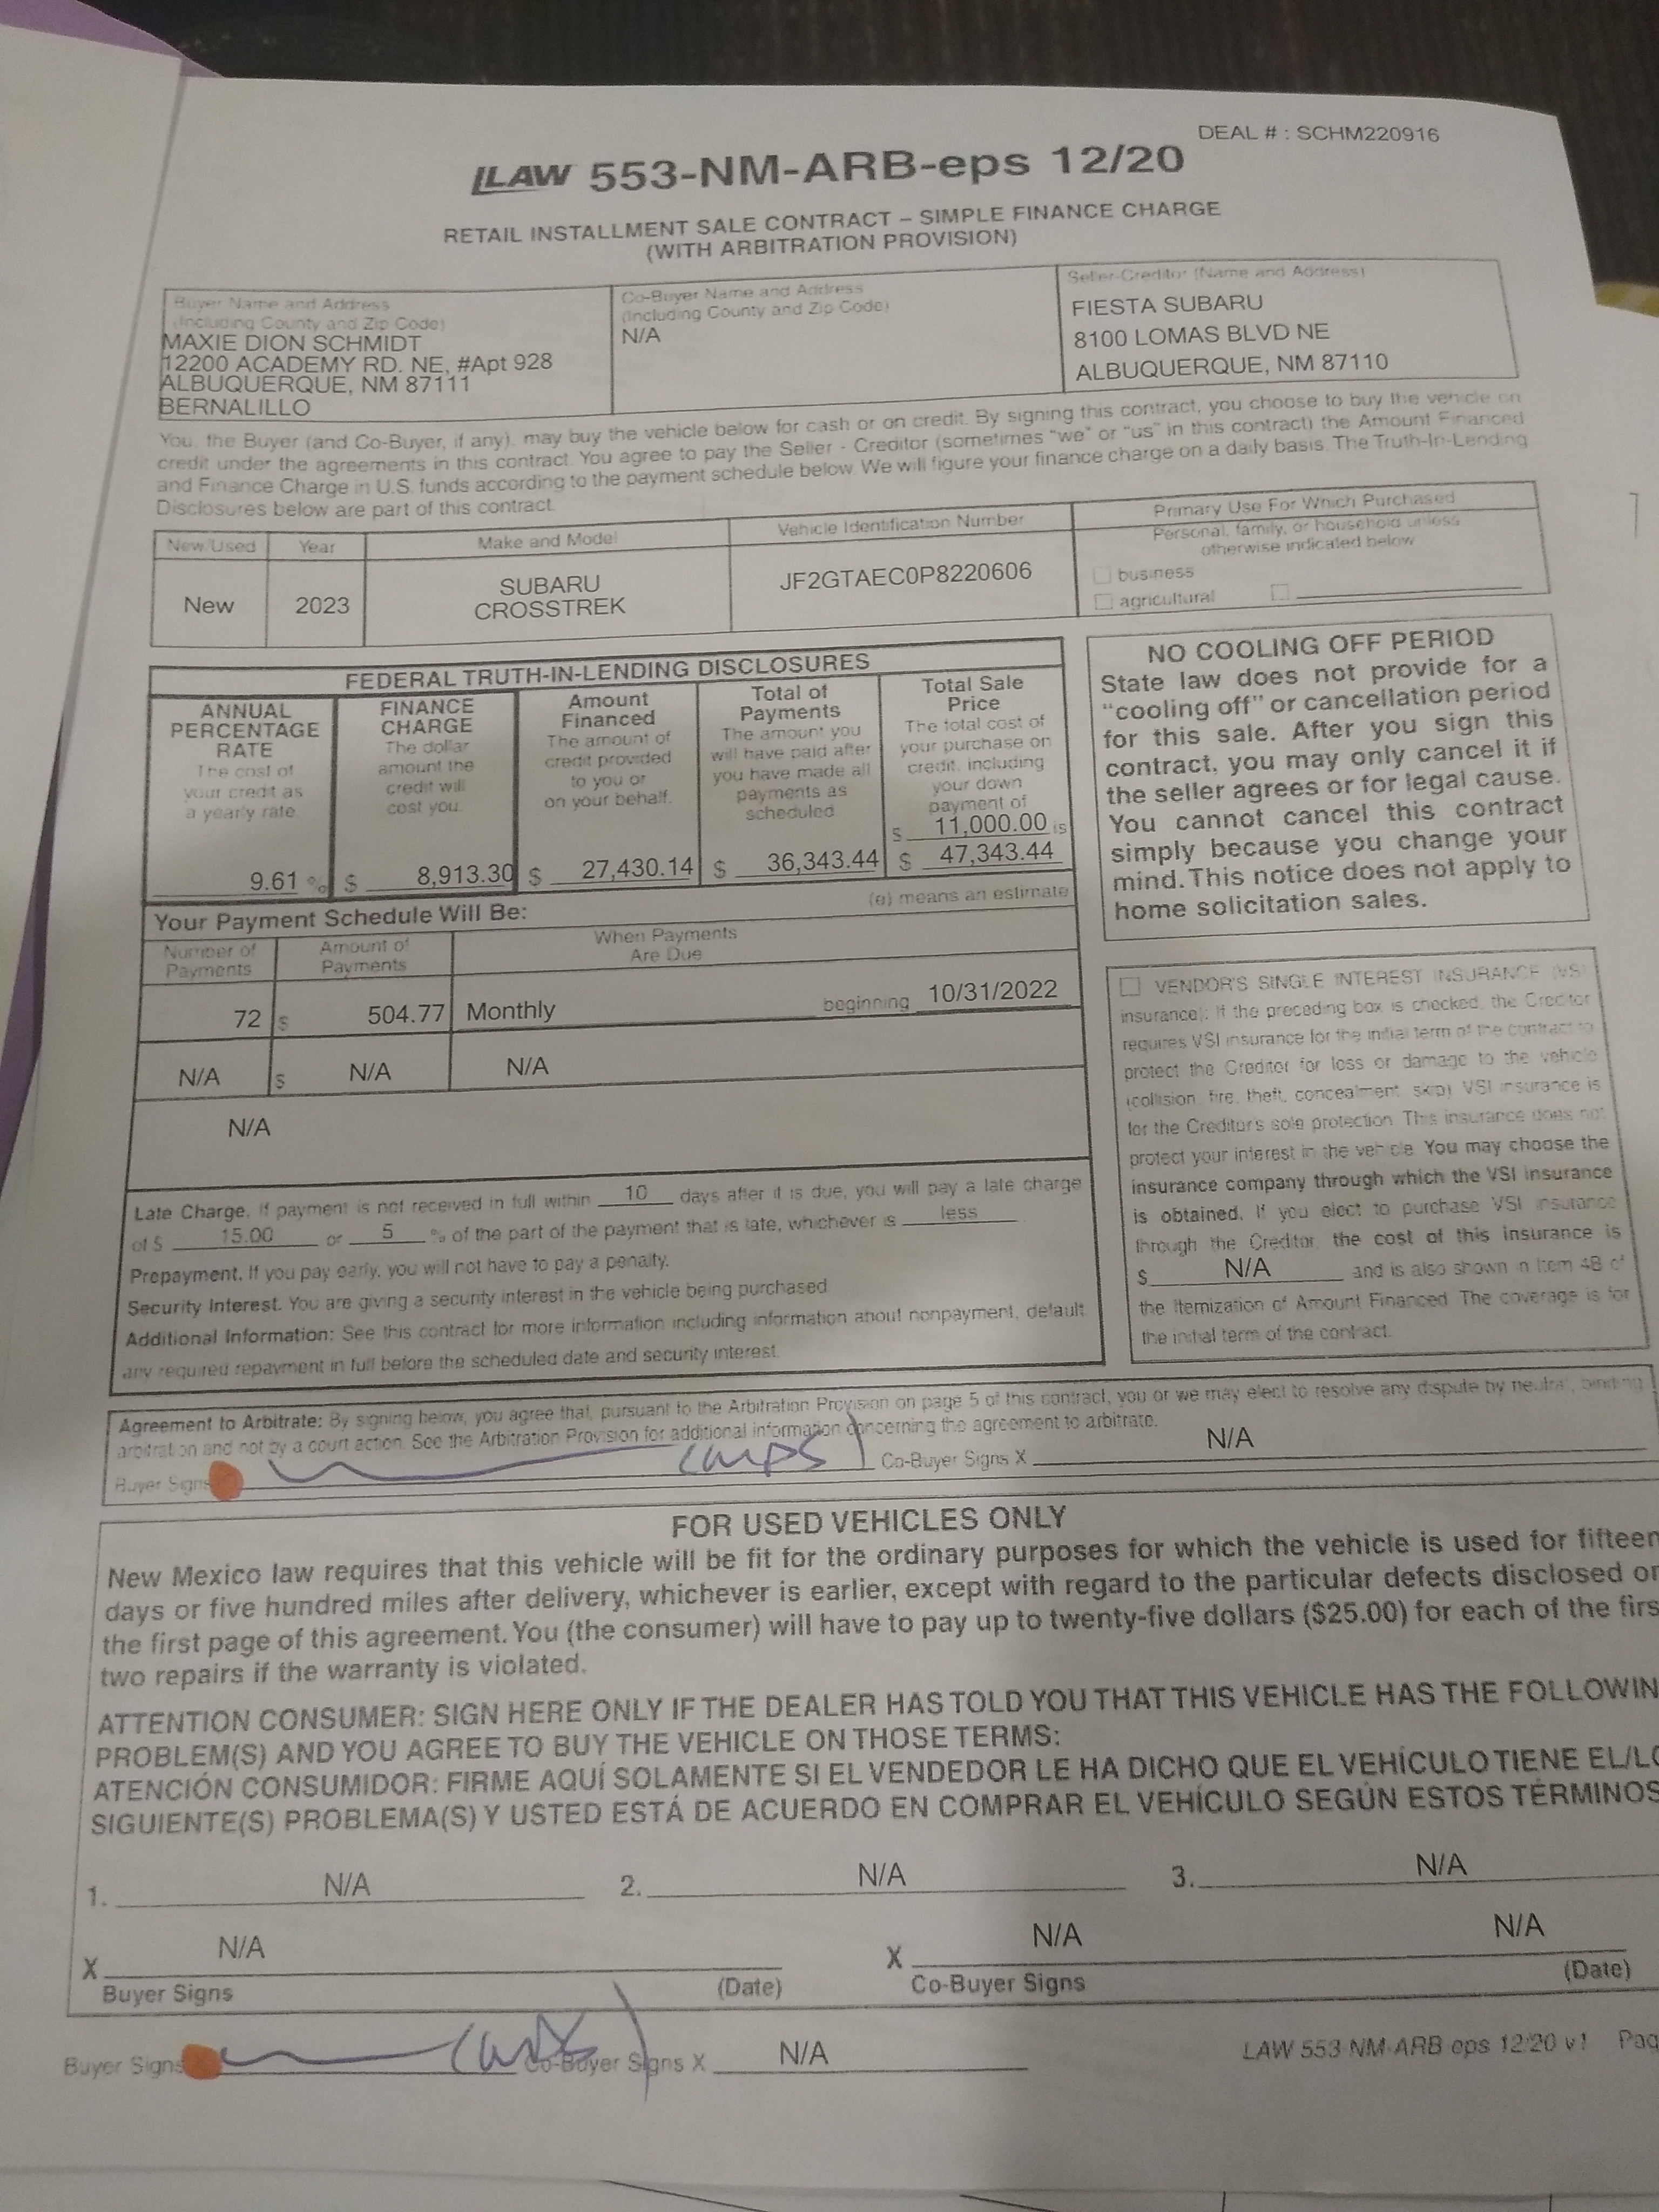 DEAL # : SCHM220916
LAW 553-NM-ARB-eps 12/20
RETAIL INSTALLMENT SALE CONTRACT – SIMPLE FINANCE CHARGE
(WITH ARBITRATION PROVISION)
Buyer Name and Address
(Including County and Zip Code)
MAXIE DION SCHMIDT
12200 ACADEMY RD. NE, #Apt 928
ALBUQUERQUE, NM 87111
BERNALILLO
Co-Buyer Name and Address
(Including County and Zip Code)
N/A
Seller-Creditor (Name and Address)
FIESTA SUBARU
8100 LOMAS BLVD NE
ALBUQUERQUE, NM 87110
You, the Buyer (and Co-Buyer, if any), may buy the vehicle below for cash or on credit. By signing this contract, you choose to buy the vehicle on
credit under the agreements in this contract. You agree to pay the Seller - Creditor (sometimes "we" or "us" in this contract) the Amount Financed
and Finance Charge in U.S. funds according to the payment schedule below. We will figure your finance charge on a daily basis. The Truth-In-Lending
Disclosures below are part of this contract.
New/Used
Year
Make and Model
Vehicle Identification Number
Primary Use For Which Purchased
New
2023
SUBARU
CROSSTREK
JF2GTAEC0P8220606
Personal, family, or household unless
otherwise indicated below
business
agricultural
FEDERAL TRUTH-IN-LENDING DISCLOSURES
ANNUAL
PERCENTAGE
RATE
The cost of
your credit as
a yearly rate.
9.61 %
FINANCE
CHARGE
The dollar
amount the
credit will
cost you.
$ 8,913.30
Amount
Financed
The amount of
credit provided
to you or
on your behalf.
$ 27,430.14
Total of
Payments
The amount you
will have paid after
you have made all
payments as
scheduled.
$ 36,343.44
Total Sale
Price
The total cost of
your purchase on
credit, including
your down
payment of
$ 11,000.00 is
$ 47,343.44
(e) means an estimate
NO COOLING OFF PERIOD
State law does not provide for a
"cooling off" or cancellation period
for this sale. After you sign this
contract, you may only cancel it if
the seller agrees or for legal cause.
You cannot cancel this contract
simply because you change your
mind. This notice does not apply to
home solicitation sales.
Your Payment Schedule Will Be:
Number of
Payments
Amount of
Payments
When Payments
Are Due
72 $ 504.77 Monthly beginning 10/31/2022
N/A $ N/A N/A
N/A
Late Charge. If payment is not received in full within 10 days after it is due, you will pay a late charge
of $ 15.00 or 5 % of the part of the payment that is late, whichever is less
Prepayment. If you pay early, you will not have to pay a penalty.
Security Interest. You are giving a security interest in the vehicle being purchased.
Additional Information: See this contract for more information including information about nonpayment, default,
any required repayment in full before the scheduled date and security interest.
VENDOR'S SINGLE INTEREST INSURANCE (VSI
insurance): If the preceding box is checked, the Creditor
requires VSI insurance for the initial term of the contract to
protect the Creditor for loss or damage to the vehicle
(collision, fire, theft, concealment, skip). VSI insurance is
for the Creditor's sole protection. This insurance does not
protect your interest in the vehicle. You may choose the
insurance company through which the VSI insurance
is obtained. If you elect to purchase VSI insurance
through the Creditor, the cost of this insurance is
$ N/A and is also shown in Item 4B of
the Itemization of Amount Financed. The coverage is for
the initial term of the contract.
Agreement to Arbitrate: By signing below, you agree that, pursuant to the Arbitration Provision on page 5 of this contract, you or we may elect to resolve any dispute by neutral, binding
arbitration and not by a court action. See the Arbitration Provision for additional information concerning the agreement to arbitrate.
Buyer Signs Co-Buyer Signs X N/A
FOR USED VEHICLES ONLY
New Mexico law requires that this vehicle will be fit for the ordinary purposes for which the vehicle is used for fifteen
days or five hundred miles after delivery, whichever is earlier, except with regard to the particular defects disclosed on
the first page of this agreement. You (the consumer) will have to pay up to twenty-five dollars ($25.00) for each of the firs
two repairs if the warranty is violated.
ATTENTION CONSUMER: SIGN HERE ONLY IF THE DEALER HAS TOLD YOU THAT THIS VEHICLE HAS THE FOLLOWIN
PROBLEM(S) AND YOU AGREE TO BUY THE VEHICLE ON THOSE TERMS:
ATENCIÓN CONSUMIDOR: FIRME AQUÍ SOLAMENTE SI EL VENDEDOR LE HA DICHO QUE EL VEHÍCULO TIENE EL/LO
SIGUIENTE(S) PROBLEMA(S) Y USTED ESTÁ DE ACUERDO EN COMPRAR EL VEHÍCULO SEGÚN ESTOS TÉRMINOS
1. N/A 2. N/A 3. N/A
X N/A X N/A N/A
Buyer Signs (Date) Co-Buyer Signs (Date)
Buyer Signs Co-Buyer Signs X N/A
LAW 553-NM-ARB-eps 12/20 v1 Pag